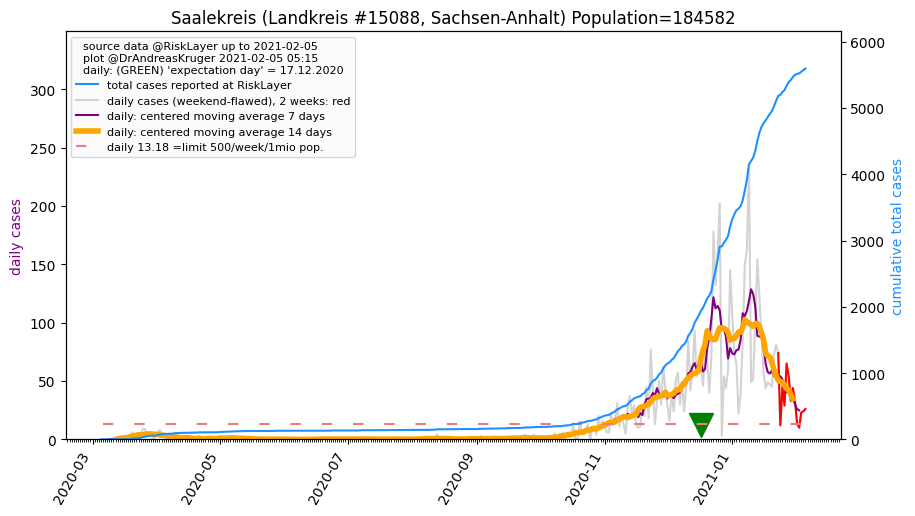 Saalekreis (Landkreis #15088, Sachsen-Anhalt) Population=184582
source data @RiskLayer up to 2021-02-05
plot @DrAndreasKruger 2021-02-05 05:15
daily: (GREEN) 'expectation day' = 17.12.2020
total cases reported at RiskLayer
daily cases (weekend-flawed), 2 weeks: red
daily: centered moving average 7 days
daily: centered moving average 14 days
daily 13.18 =limit 500/week/1mio pop.
daily cases
300
250
200
150
100
50
0
6000
5000
4000
3000
2000
1000
0
cumulative total cases
2020-03
2020-05
2020-07
2020-09
2020-11
2021-01